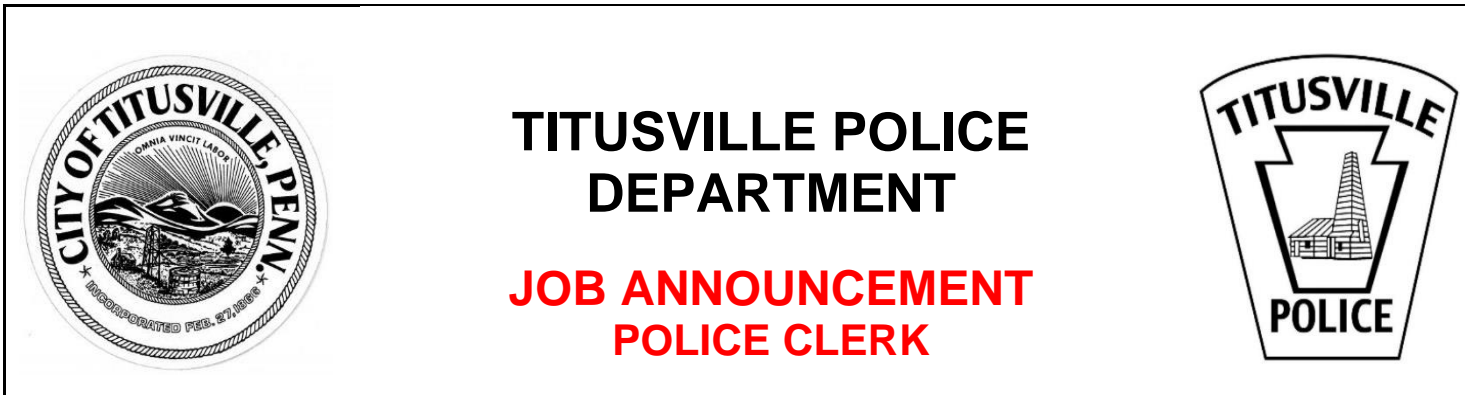 CITY OF TITUSVILLE, PENN.
OMNIA VINCIT LABOR
★ INCORPORATED FEB. 27, 1866 ★
TITUSVILLE POLICE
DEPARTMENT
JOB ANNOUNCEMENT
POLICE CLERK
TITUSVILLE
POLICE